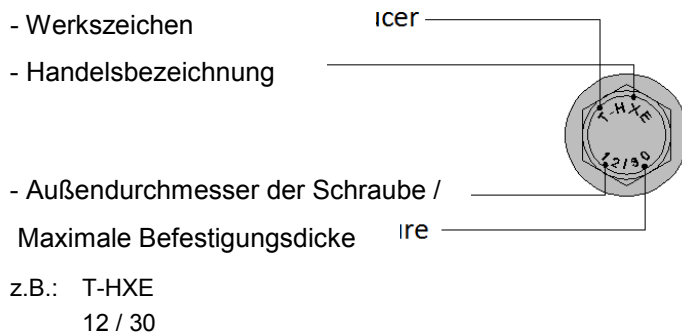 - Werkszeichen
icer
- Handelsbezeichnung
T-HXE
12/30
- Außendurchmesser der Schraube /
Maximale Befestigungsdicke
ire
z.B.: T-HXE
12 / 30